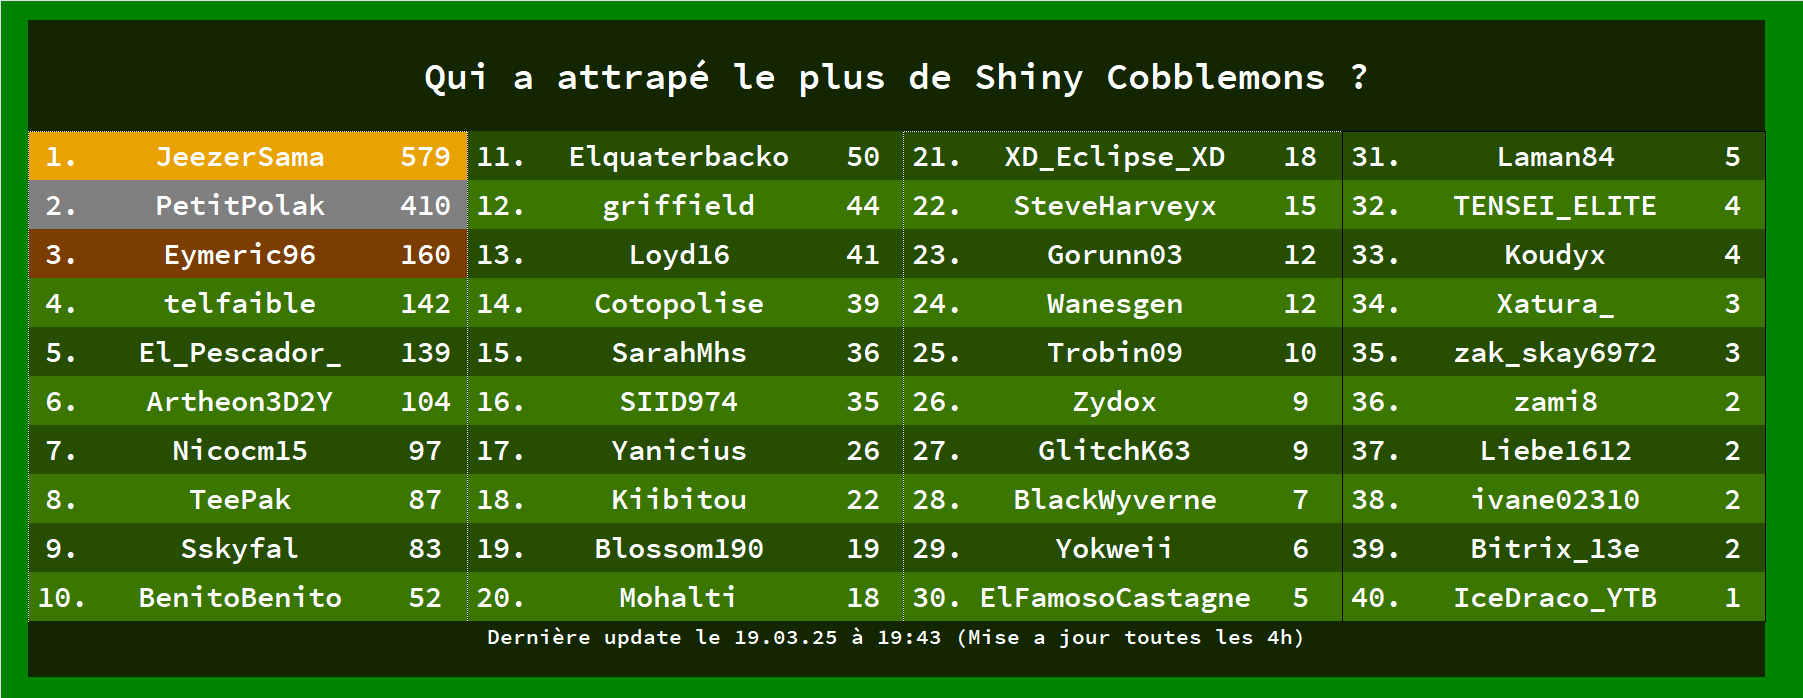 Qui a attrapé le plus de Shiny Cobblemons ?
1. JeezerSama 579 11. Elquaterbacko 50 21. XD_Eclipse_XD 18 31. Laman84 5
2. PetitPolak 410 12. griffield 44 22. SteveHarveyx 15 32. TENSEI_ELITE 4
3. Eymeric96 160 13. Loyd16 41 23. Gorunn03 12 33. Koudyx 4
4. telfaible 142 14. Cotopolise 39 24. Wanesgen 12 34. Xatura_ 3
5. El_Pescador_ 139 15. SarahMhs 36 25. Trobin09 10 35. zak_skay6972 3
6. Artheon3D2Y 104 16. SIID974 35 26. Zydox 9 36. zami8 2
7. Nicocm15 97 17. Yanicius 26 27. GlitchK63 9 37. Liebe1612 2
8. TeePak 87 18. Kiibitou 22 28. BlackWyverne 7 38. ivane02310 2
9. Sskyfal 83 19. Blossom190 19 29. Yokweii 6 39. Bitrix_13e 2
10. BenitoBenito 52 20. Mohalti 18 30. ElFamosoCastagne 5 40. IceDraco_YTB 1
Dernière update le 19.03.25 à 19:43 (Mise a jour toutes les 4h)